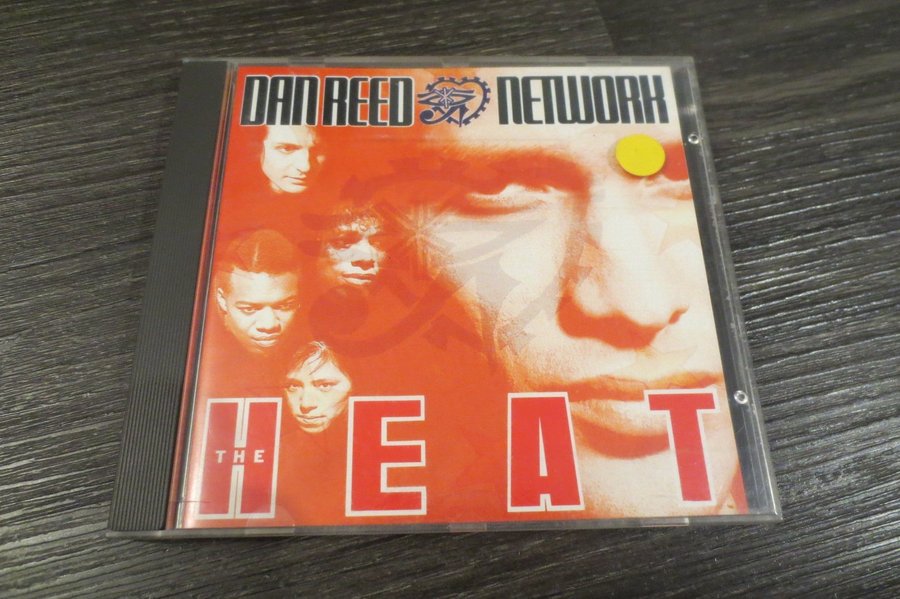 DAN REED NETWORK
THE
HEAT